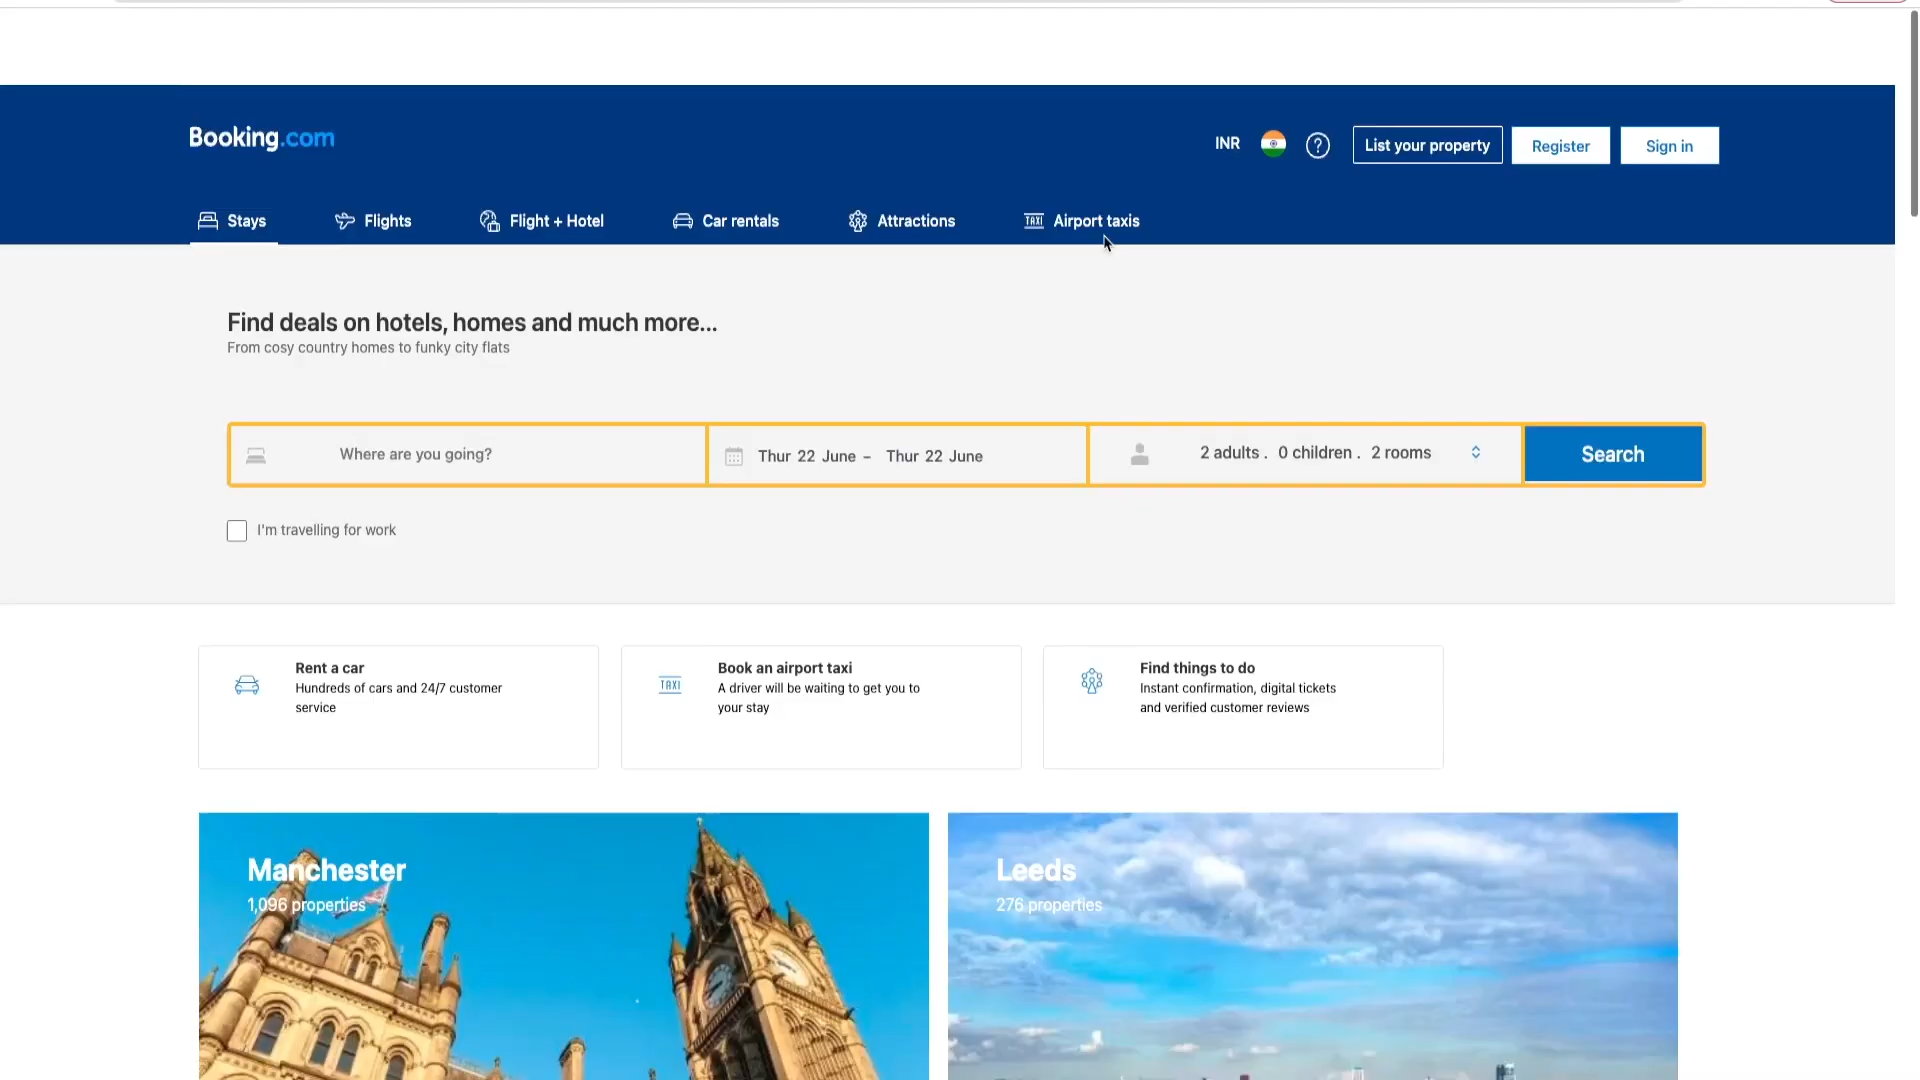 Booking.com
INR
?
List your property
Register
Sign in
Stays
Flights
Flight + Hotel
Car rentals
Attractions
TAXI Airport taxis
Find deals on hotels, homes and much more...
From cosy country homes to funky city flats
Where are you going?
Thur 22 June – Thur 22 June
2 adults . 0 children . 2 rooms
Search
I'm travelling for work
Rent a car
Hundreds of cars and 24/7 customer
service
TAXI
Book an airport taxi
A driver will be waiting to get you to
your stay
Find things to do
Instant confirmation, digital tickets
and verified customer reviews
Manchester
1,096 properties
Leeds
276 properties